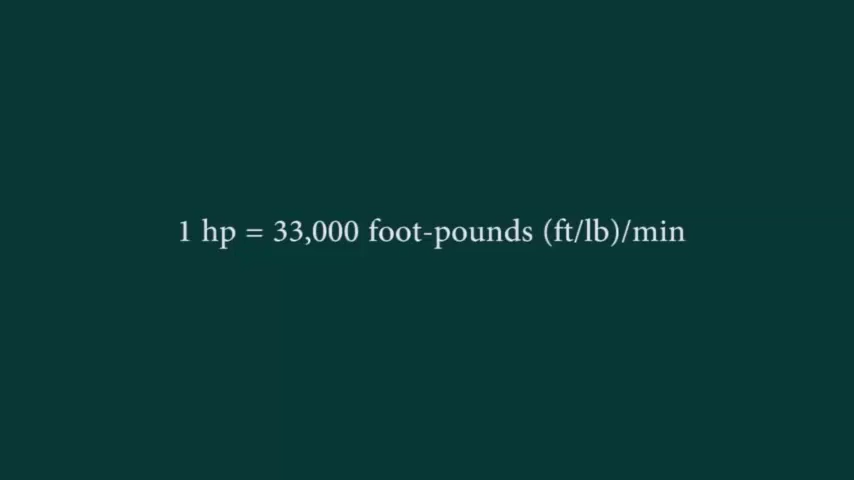 1 hp = 33,000 foot-pounds (ft/lb)/min